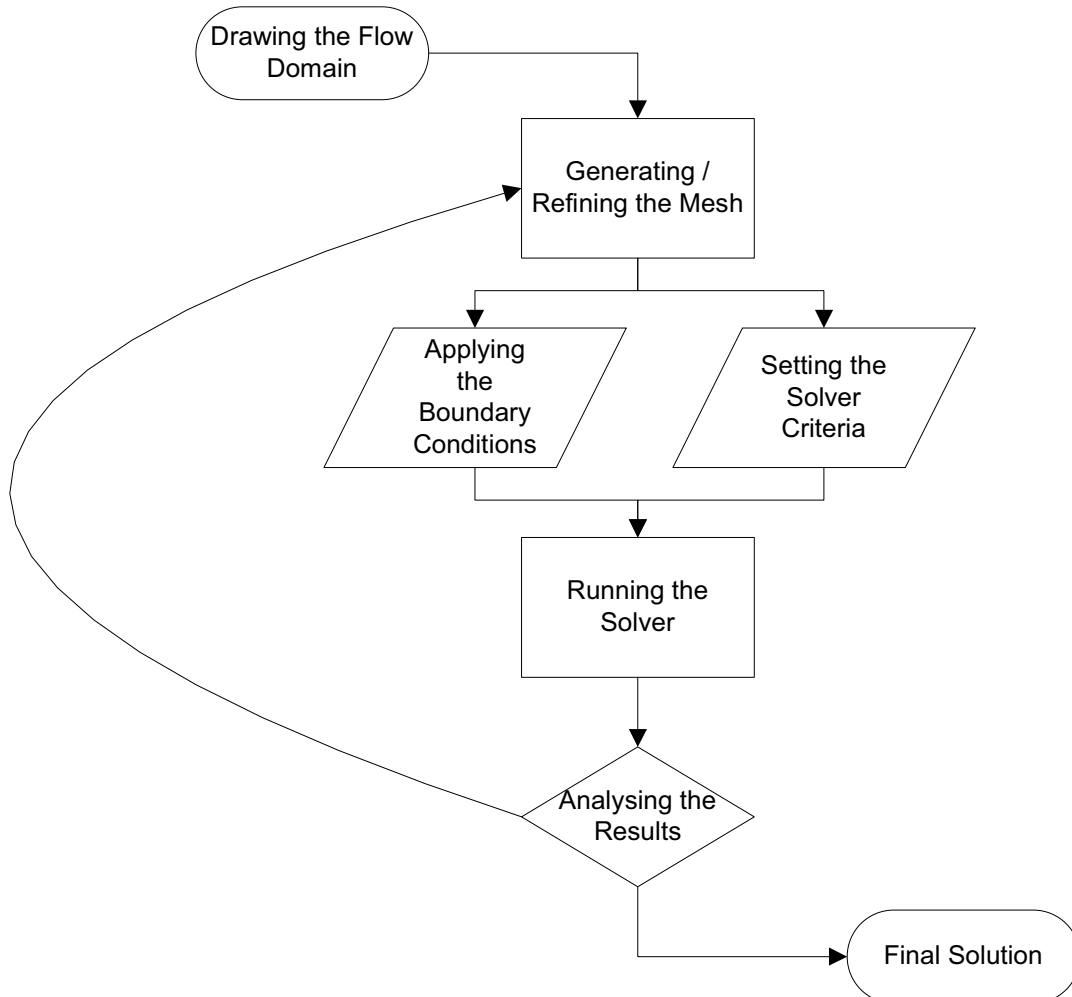 Drawing the Flow
Domain
Generating /
Refining the Mesh
Applying
the
Boundary
Conditions
Setting the
Solver
Criteria
Running the
Solver
Analysing the
Results
Final Solution